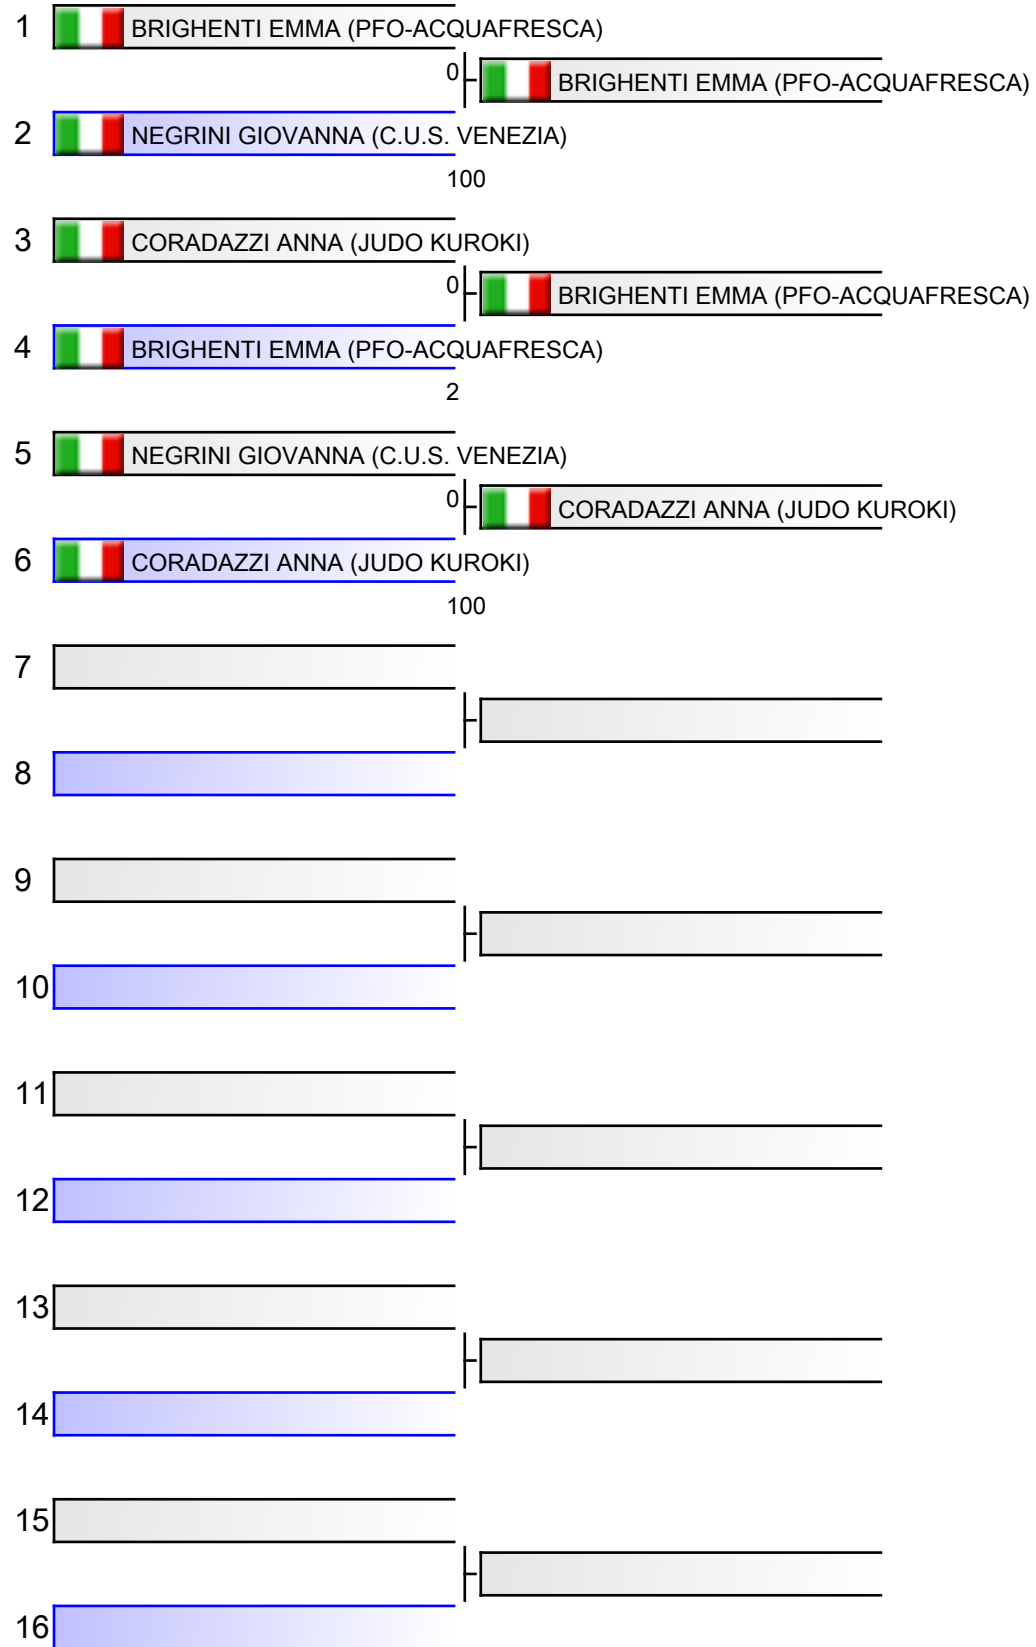 1 BRIGHENTI EMMA (PFO-ACQUAFRESCA)
0 BRIGHENTI EMMA (PFO-ACQUAFRESCA)
2 NEGRINI GIOVANNA (C.U.S. VENEZIA)
100
3 CORADAZZI ANNA (JUDO KUROKI)
0 BRIGHENTI EMMA (PFO-ACQUAFRESCA)
4 BRIGHENTI EMMA (PFO-ACQUAFRESCA)
2
5 NEGRINI GIOVANNA (C.U.S. VENEZIA)
0 CORADAZZI ANNA (JUDO KUROKI)
6 CORADAZZI ANNA (JUDO KUROKI)
100
7
8
9
10
11
12
13
14
15
16